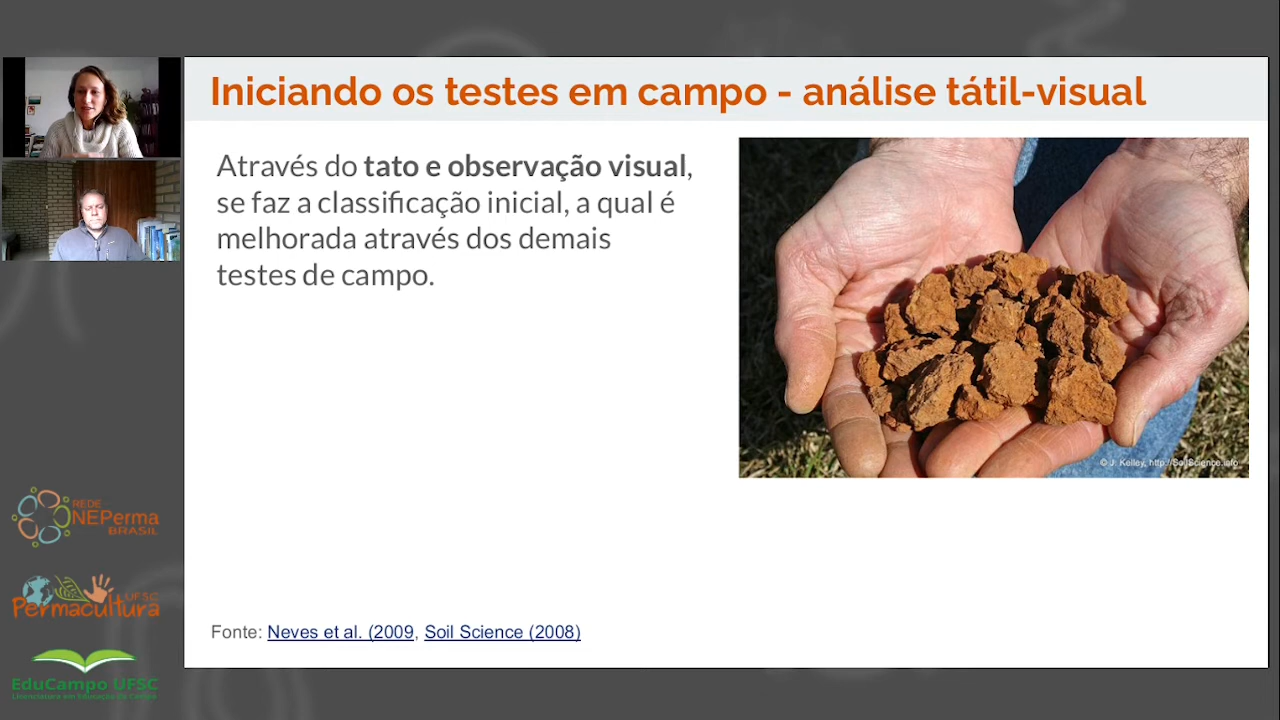 Iniciando os testes em campo - análise tátil-visual
Através do tato e observação visual,
se faz a classificação inicial, a qual é
melhorada através dos demais
testes de campo.
© J. Kelley, http://SoilScience.info
REDE
NEPerma
BRASIL
UFSC
Permacultura
EduCampo UFSC
Licenciatura em Educação do Campo
Fonte: Neves et al. (2009, Soil Science (2008)